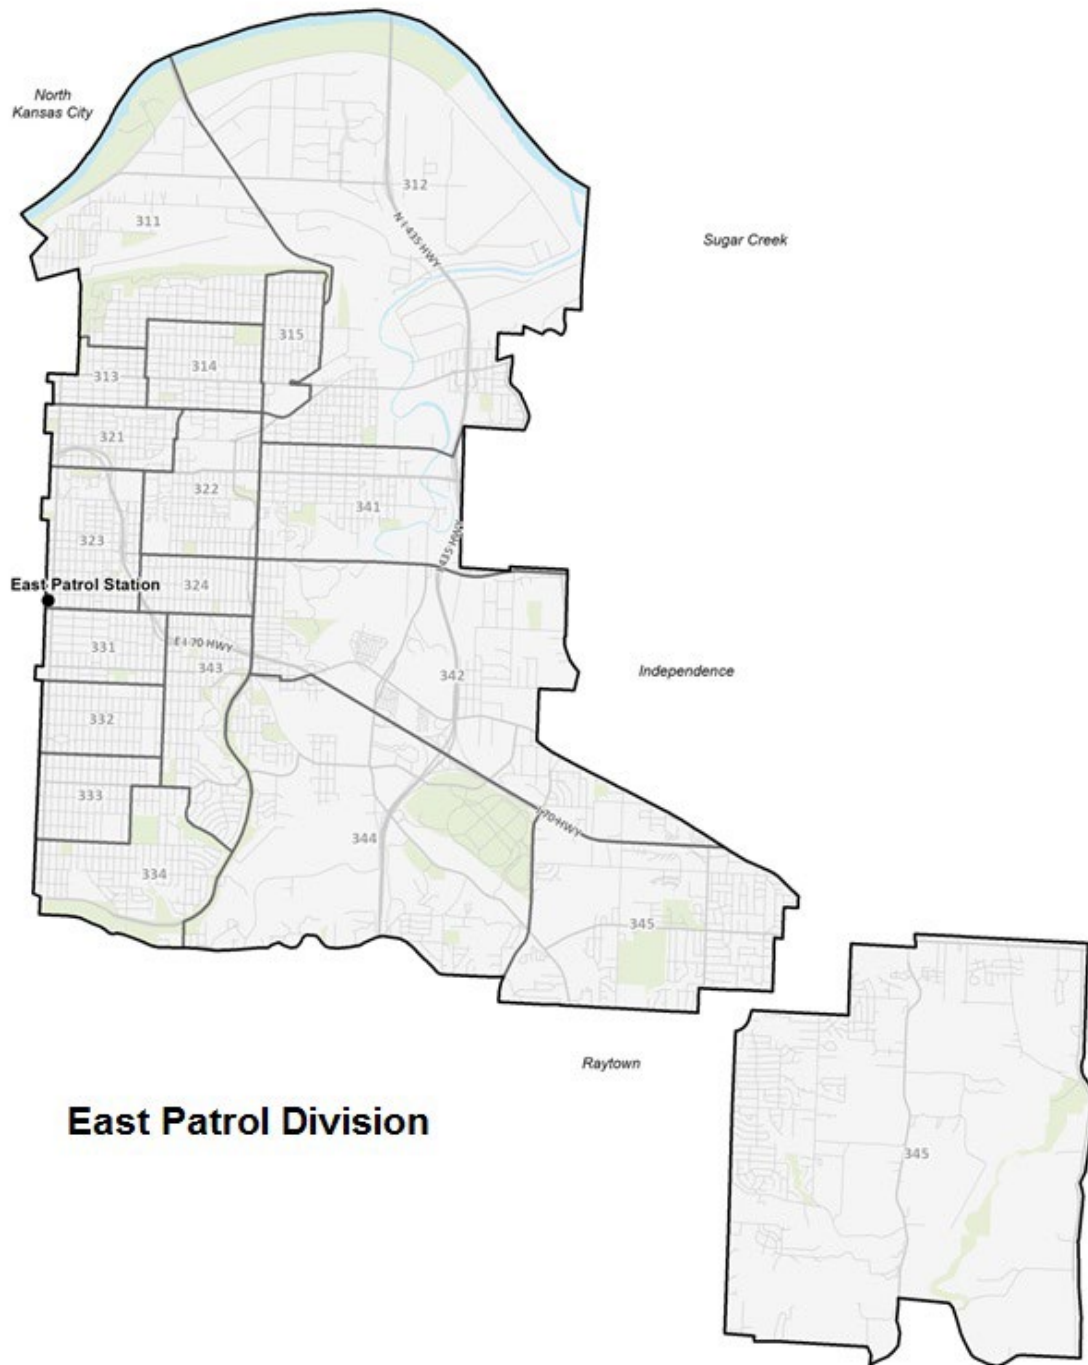 North
Kansas City
312
311
N I-435 HWY
Sugar Creek
315
314
313
321
322
341
323
I-435 HWY
East Patrol Station
324
331
E I-70 HWY
343
342
Independence
332
333
I-70 HWY
344
334
345
Raytown
East Patrol Division
345